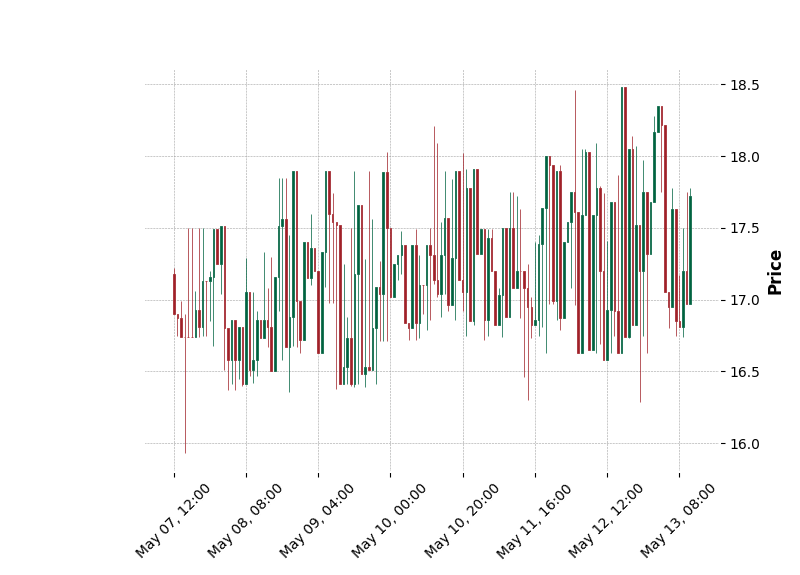 18.5
18.0
17.5
17.0
16.5
16.0
Price
May 07, 12:00
May 08, 08:00
May 09, 04:00
May 10, 00:00
May 10, 20:00
May 11, 16:00
May 12, 12:00
May 13, 08:00